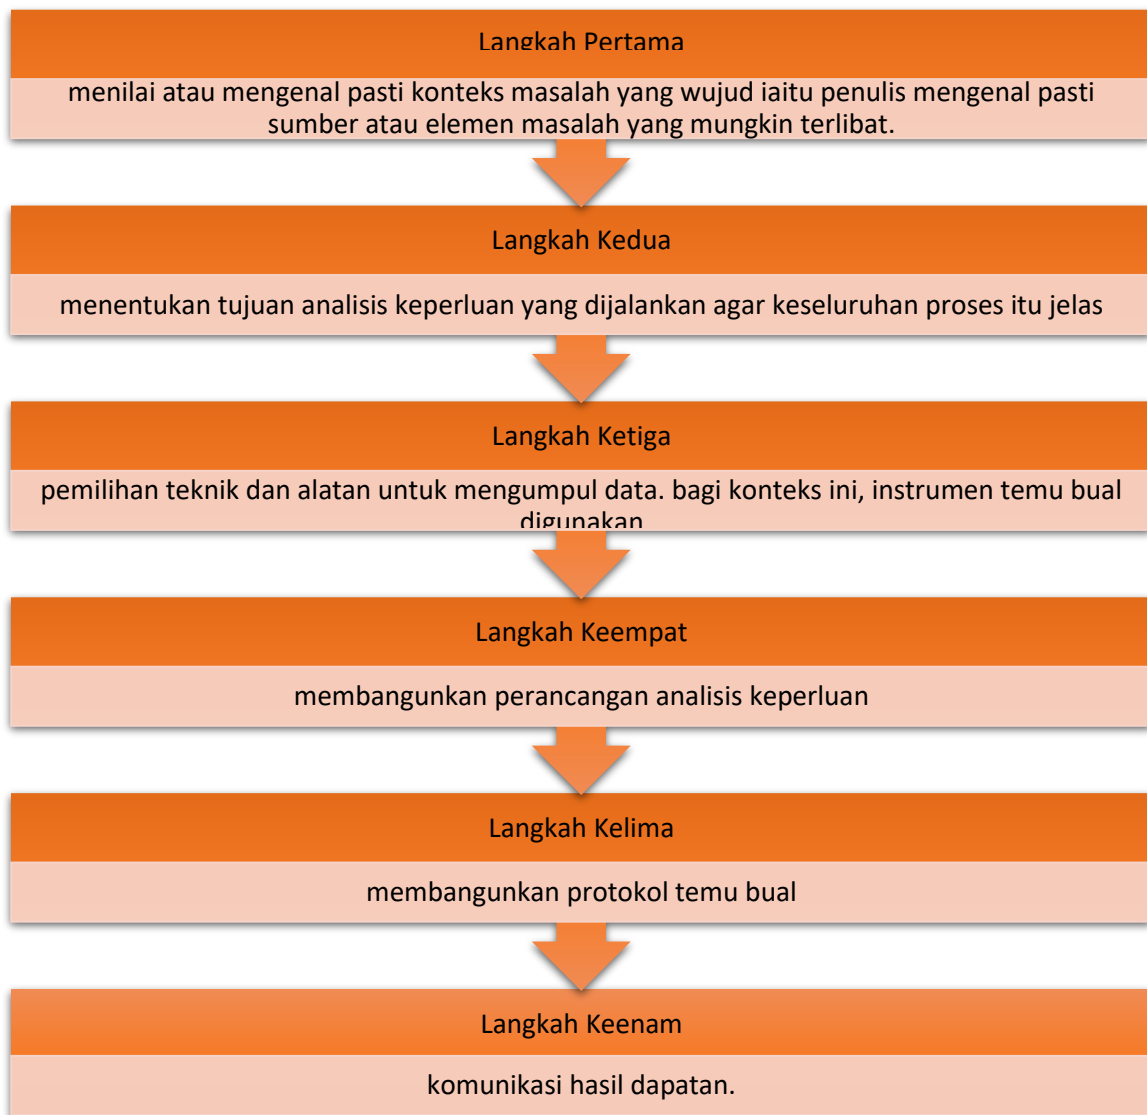 Langkah Pertama
menilai atau mengenal pasti konteks masalah yang wujud iaitu penulis mengenal pasti
sumber atau elemen masalah yang mungkin terlibat.
Langkah Kedua
menentukan tujuan analisis keperluan yang dijalankan agar keseluruhan proses itu jelas
Langkah Ketiga
pemilihan teknik dan alatan untuk mengumpul data. bagi konteks ini, instrumen temu bual
digunakan
Langkah Keempat
membangunkan perancangan analisis keperluan
Langkah Kelima
membangunkan protokol temu bual
Langkah Keenam
komunikasi hasil dapatan.